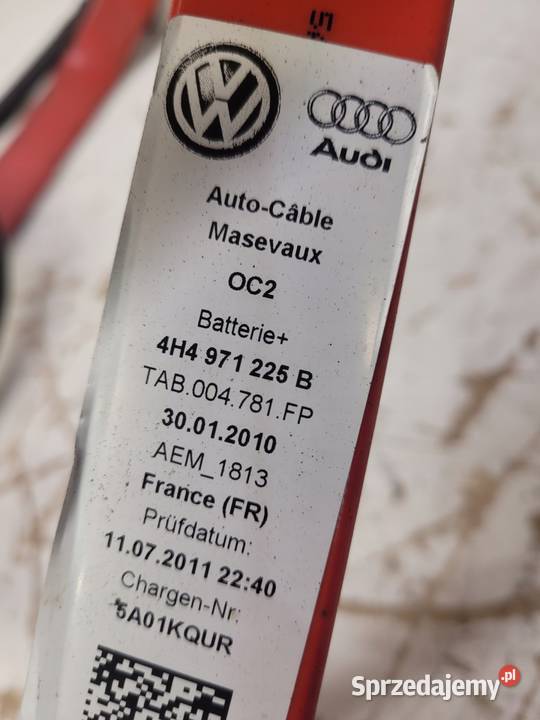 Audi
Auto-Câble
Masevaux
OC2
Batterie+
4H4 971 225 B
TAB.004.781.FP
30.01.2010
AEM_1813
France (FR)
Prüfdatum:
11.07.2011 22:40
Chargen-Nr:
5A01KQUR
Sprzedajemy.pl